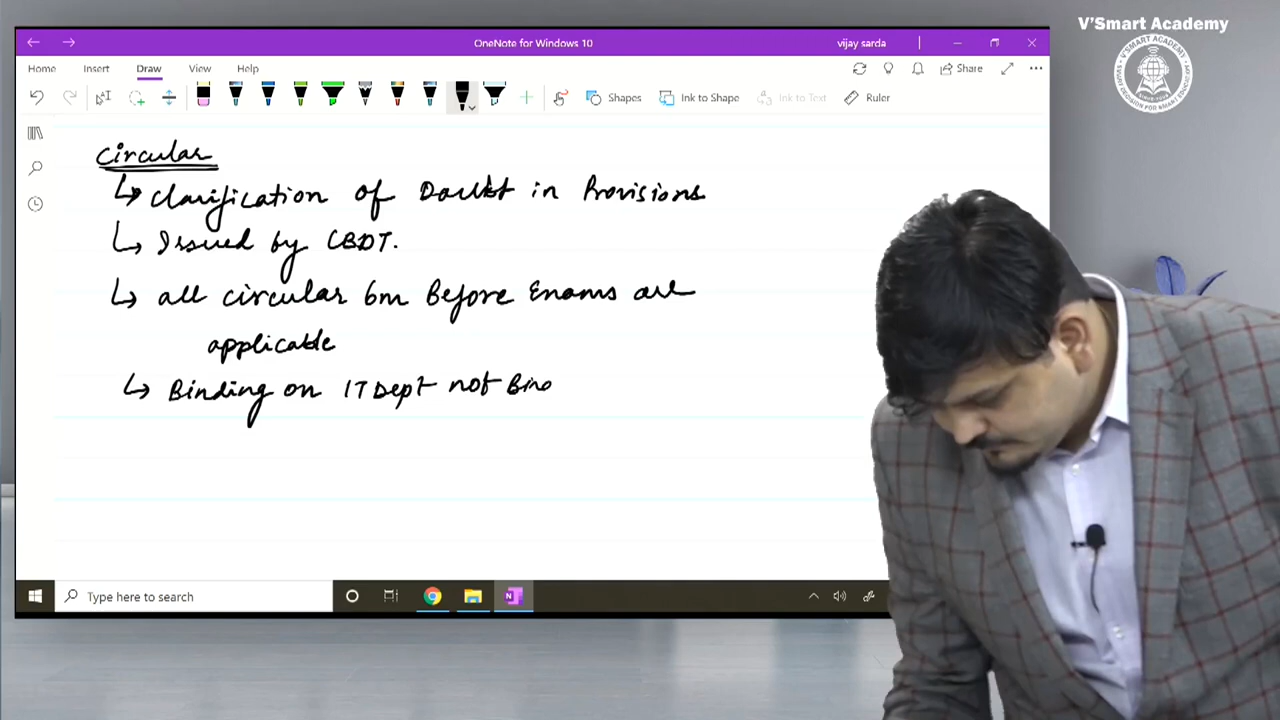 V'Smart Academy
OneNote for Windows 10
vijay sarda
Home Insert Draw View Help
Share
Shapes Ink to Shape Ink to Text Ruler
Circular
↳ Clarification of Doubt in Provisions
↳ Issued by CBDT.
↳ all circular 6m Before Exams are
applicable
↳ Binding on IT Dept not Bin
Type here to search